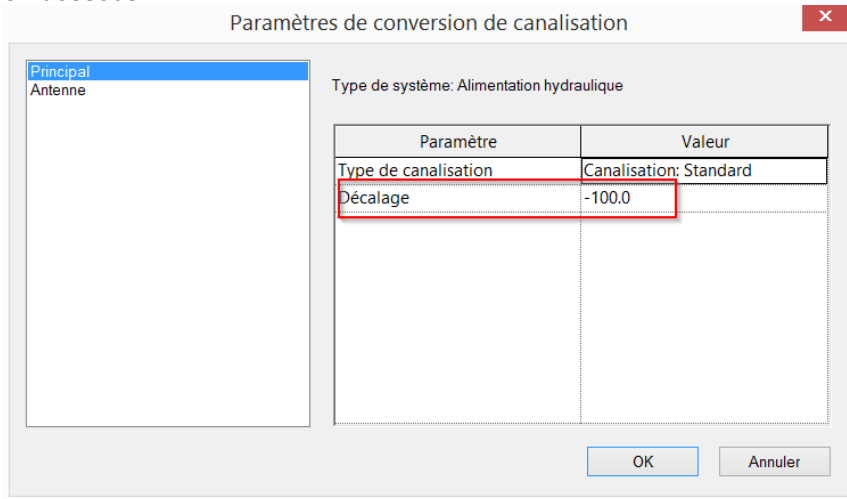 Paramètres de conversion de canalisation
Principal
Antenne
Type de système: Alimentation hydraulique
Paramètre Valeur
Type de canalisation Canalisation: Standard
Décalage -100.0
OK Annuler